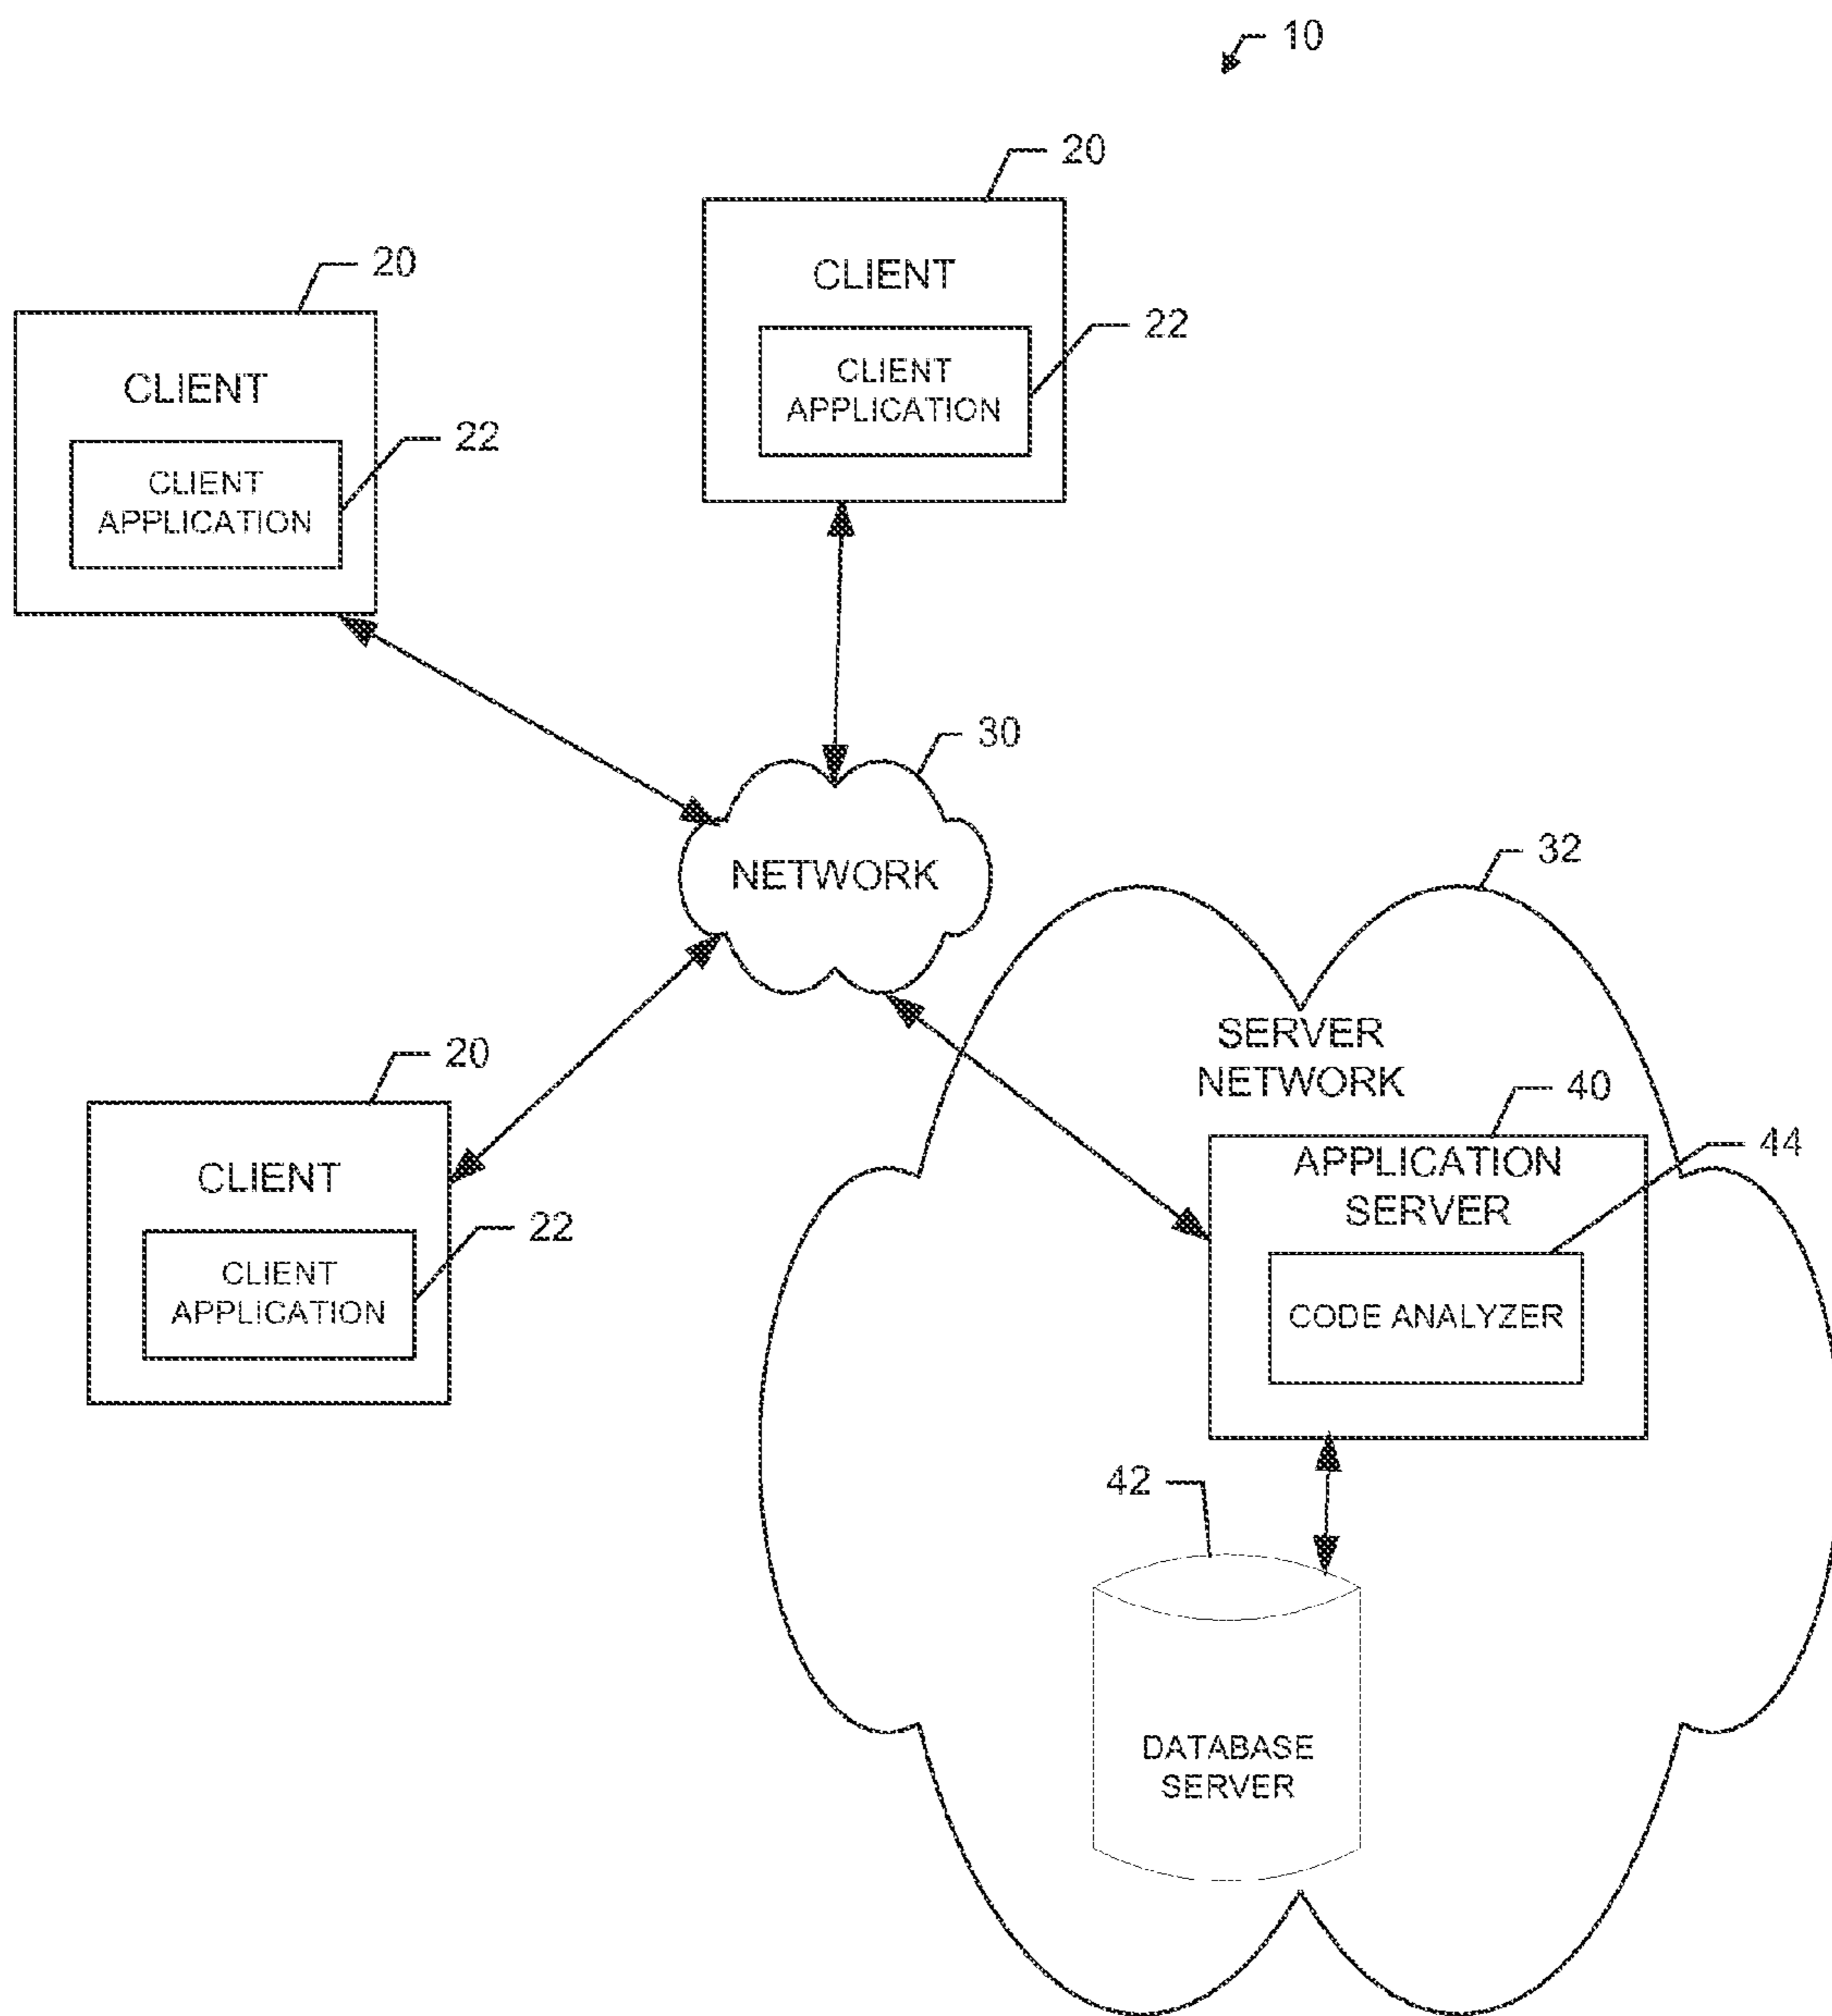 10
20
CLIENT
22
CLIENT
APPLICATION
20
CLIENT
22
CLIENT
APPLICATION
30
NETWORK
32
SERVER
NETWORK
20
CLIENT
22
CLIENT
APPLICATION
40
APPLICATION
SERVER
44
CODE ANALYZER
42
DATABASE
SERVER